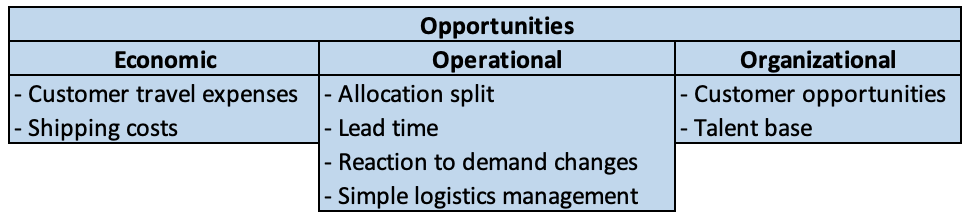 Opportunities
Economic
- Customer travel expenses
- Shipping costs
Operational
- Allocation split
- Lead time
- Reaction to demand changes
- Simple logistics management
Organizational
- Customer opportunities
- Talent base